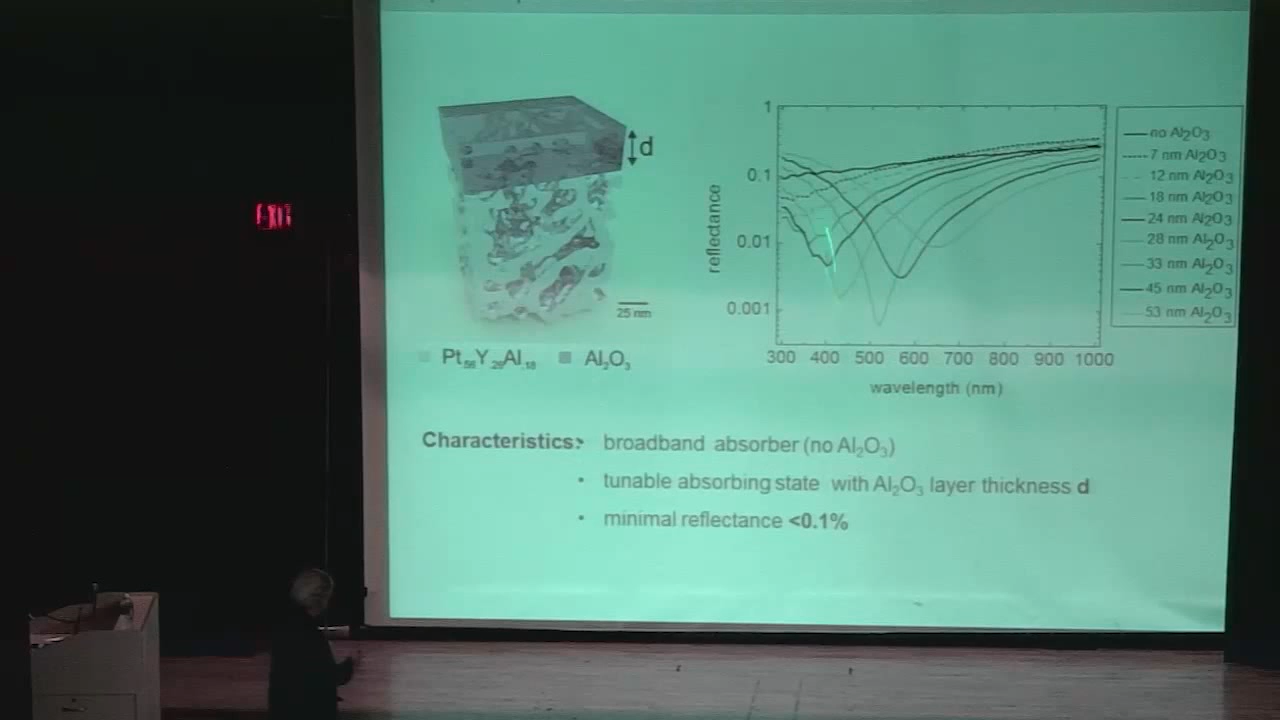 EXIT
d
25 nm
Pt56Y26Al18 Al2O3
reflectance
1
0.1
0.01
0.001
300 400 500 600 700 800 900 1000
wavelength (nm)
no Al2O3
7 nm Al2O3
12 nm Al2O3
18 nm Al2O3
24 nm Al2O3
28 nm Al2O3
33 nm Al2O3
45 nm Al2O3
53 nm Al2O3
Characteristics: • broadband absorber (no Al2O3)
• tunable absorbing state with Al2O3 layer thickness d
• minimal reflectance <0.1%